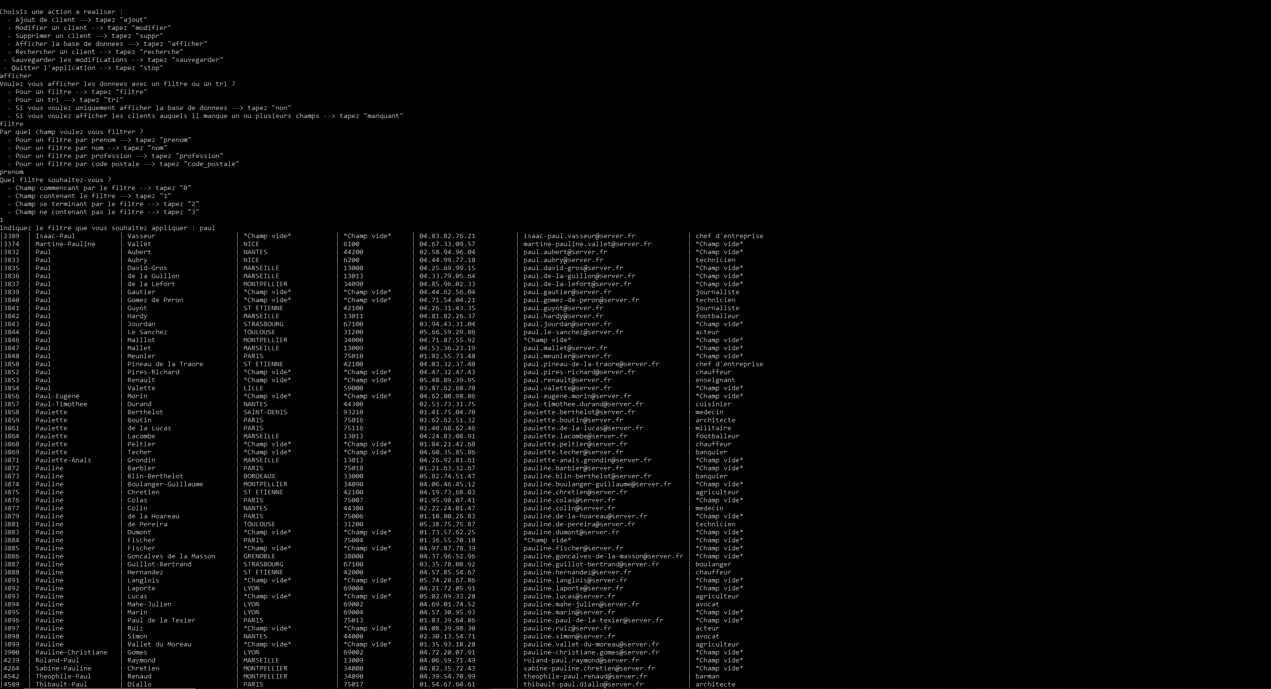 Choisis une action a realiser :
- Ajout de client --> tapez "ajout"
- Modifier un client --> tapez "modifier"
- Supprimer un client --> tapez "suppr"
- Afficher la base de donnees --> tapez "afficher"
- Rechercher un client --> tapez "recherche"
- Sauvegarder les modifications --> tapez "sauvegarder"
- Quitter l'application --> tapez "stop"
afficher
Voulez vous afficher les donnees avec un filtre ou un tri ?
- Pour un filtre --> tapez "filtre"
- Pour un tri --> tapez "tri"
- Si vous voulez uniquement afficher la base de donnees --> tapez "non"
- Si vous voulez afficher les clients auquels il manque un ou plusieurs champs --> tapez "manquant"
filtre
Par quel champ voulez vous filtrer ?
- Pour un filtre par prenom --> tapez "prenom"
- Pour un filtre par nom --> tapez "nom"
- Pour un filtre par profession --> tapez "profession"
- Pour un filtre par code postale --> tapez "code_postale"
prenom
Quel filtre souhaitez-vous ?
- Champ commencant par le filtre --> tapez "0"
- Champ contenant le filtre --> tapez "1"
- Champ se terminant par le filtre --> tapez "2"
- Champ ne contenant pas le filtre --> tapez "3"
1
Indiquez le filtre que vous souhaitez appliquer : paul
|2389 | Isaac-Paul | Vasseur | *Champ vide* | *Champ vide* | 04.83.82.76.21 | isaac-paul.vasseur@server.fr | chef d'entreprise
|3374 | Martine-Pauline | Vallet | NICE | 6100 | 04.67.33.09.57 | martine-pauline.vallet@server.fr | *Champ vide*
|3832 | Paul | Aubert | NANTES | 44200 | 02.58.94.96.04 | paul.aubert@server.fr | *Champ vide*
|3833 | Paul | Aubry | NICE | 6200 | 04.44.99.77.18 | paul.aubry@server.fr | technicien
|3835 | Paul | David-Gros | MARSEILLE | 13008 | 04.25.69.99.15 | paul.david-gros@server.fr | *Champ vide*
|3836 | Paul | de la Guillon | MARSEILLE | 13013 | 04.33.79.05.64 | paul.de-la-guillon@server.fr | *Champ vide*
|3837 | Paul | de la Lefort | MONTPELLIER | 34090 | 04.85.96.02.33 | paul.de-la-lefort@server.fr | *Champ vide*
|3839 | Paul | Gautier | *Champ vide* | *Champ vide* | 04.44.62.56.04 | paul.gautier@server.fr | journaliste
|3840 | Paul | Gomez de Peron | *Champ vide* | *Champ vide* | 04.71.54.04.21 | paul.gomez-de-peron@server.fr | technicien
|3841 | Paul | Guyot | ST ETIENNE | 42100 | 04.26.31.43.35 | paul.guyot@server.fr | journaliste
|3842 | Paul | Hardy | MARSEILLE | 13011 | 04.81.82.26.37 | paul.hardy@server.fr | footballeur
|3843 | Paul | Jourdan | STRASBOURG | 67100 | 03.94.43.31.04 | paul.jourdan@server.fr | *Champ vide*
|3844 | Paul | Le Sanchez | TOULOUSE | 31200 | 05.66.59.29.86 | paul.le-sanchez@server.fr | acteur
|3846 | Paul | Maillot | MONTPELLIER | 34000 | 04.71.87.55.92 | *Champ vide* | *Champ vide*
|3847 | Paul | Mallet | MARSEILLE | 13009 | 04.53.36.23.19 | paul.mallet@server.fr | *Champ vide*
|3848 | Paul | Meunier | PARIS | 75010 | 01.82.55.73.48 | paul.meunier@server.fr | *Champ vide*
|3850 | Paul | Pineau de la Traore | ST ETIENNE | 42100 | 04.03.32.37.40 | paul.pineau-de-la-traore@server.fr | chef d'entreprise
|3852 | Paul | Pires-Richard | *Champ vide* | *Champ vide* | 04.47.32.47.43 | paul.pires-richard@server.fr | chauffeur
|3853 | Paul | Renault | *Champ vide* | *Champ vide* | 05.48.89.39.95 | paul.renault@server.fr | enseignant
|3854 | Paul | Valette | LILLE | 59000 | 03.87.62.68.70 | paul.valette@server.fr | *Champ vide*
|3856 | Paul-Eugene | Morin | *Champ vide* | *Champ vide* | 04.62.80.98.86 | paul-eugene.morin@server.fr | *Champ vide*
|3857 | Paul-Timothee | Durand | NANTES | 44300 | 02.53.73.31.75 | paul-timothee.durand@server.fr | cuisinier
|3858 | Paulette | Berthelot | SAINT-DENIS | 93210 | 01.41.75.04.70 | paulette.berthelot@server.fr | medecin
|3859 | Paulette | Boutin | PARIS | 75016 | 01.62.62.51.32 | paulette.boutin@server.fr | architecte
|3861 | Paulette | de la Lucas | PARIS | 75116 | 01.40.68.62.46 | paulette.de-la-lucas@server.fr | militaire
|3864 | Paulette | Lacombe | MARSEILLE | 13013 | 04.24.83.08.91 | paulette.lacombe@server.fr | footballeur
|3868 | Paulette | Peltier | *Champ vide* | *Champ vide* | 01.84.21.42.68 | paulette.peltier@server.fr | chauffeur
|3869 | Paulette | Techer | *Champ vide* | *Champ vide* | 04.60.35.85.86 | paulette.techer@server.fr | banquier
|3871 | Paulette-Anais | Grondin | MARSEILLE | 13013 | 04.26.92.81.61 | paulette-anais.grondin@server.fr | *Champ vide*
|3872 | Pauline | Barbier | PARIS | 75018 | 01.21.63.32.67 | pauline.barbier@server.fr | *Champ vide*
|3873 | Pauline | Blin-Berthelot | BORDEAUX | 33000 | 05.82.74.51.47 | pauline.blin-berthelot@server.fr | banquier
|3874 | Pauline | Boulanger-Guillaume | MONTPELLIER | 34090 | 04.06.46.45.12 | pauline.boulanger-guillaume@server.fr | *Champ vide*
|3875 | Pauline | Chretien | ST ETIENNE | 42100 | 04.19.73.68.03 | pauline.chretien@server.fr | agriculteur
|3876 | Pauline | Colas | PARIS | 75007 | 01.95.98.07.41 | pauline.colas@server.fr | *Champ vide*
|3877 | Pauline | Colin | NANTES | 44300 | 02.22.24.01.47 | pauline.colin@server.fr | medecin
|3879 | Pauline | de la Hoareau | PARIS | 75006 | 01.10.80.26.83 | pauline.de-la-hoareau@server.fr | *Champ vide*
|3881 | Pauline | de Pereira | TOULOUSE | 31200 | 05.38.75.75.87 | pauline.de-pereira@server.fr | technicien
|3883 | Pauline | Dumont | *Champ vide* | *Champ vide* | 01.73.57.62.25 | pauline.dumont@server.fr | *Champ vide*
|3884 | Pauline | Fischer | PARIS | 75004 | 01.36.55.70.18 | *Champ vide* | *Champ vide*
|3885 | Pauline | Fischer | *Champ vide* | *Champ vide* | 04.97.87.78.39 | pauline.fischer@server.fr | *Champ vide*
|3886 | Pauline | Goncalves de la Masson | GRENOBLE | 38000 | 04.37.96.52.96 | pauline.goncalves-de-la-masson@server.fr | *Champ vide*
|3887 | Pauline | Guillot-Bertrand | STRASBOURG | 67100 | 03.35.78.08.92 | pauline.guillot-bertrand@server.fr | boulanger
|3888 | Pauline | Hernandez | ST ETIENNE | 42000 | 04.57.85.54.67 | pauline.hernandez@server.fr | chauffeur
|3891 | Pauline | Langlois | *Champ vide* | *Champ vide* | 05.74.28.67.86 | pauline.langlois@server.fr | *Champ vide*
|3892 | Pauline | Laporte | LYON | 69004 | 04.21.72.05.91 | pauline.laporte@server.fr | *Champ vide*
|3893 | Pauline | Lucas | *Champ vide* | *Champ vide* | 05.82.69.33.28 | pauline.lucas@server.fr | agriculteur
|3894 | Pauline | Mahe-Julien | LYON | 69002 | 04.69.01.74.52 | pauline.mahe-julien@server.fr | avocat
|3895 | Pauline | Marin | LYON | 69004 | 04.57.30.95.93 | pauline.marin@server.fr | *Champ vide*
|3896 | Pauline | Paul de la Texier | PARIS | 75013 | 01.83.39.64.86 | pauline.paul-de-la-texier@server.fr | *Champ vide*
|3897 | Pauline | Ruiz | *Champ vide* | *Champ vide* | 04.08.39.98.30 | pauline.ruiz@server.fr | acteur
|3898 | Pauline | Simon | NANTES | 44000 | 02.30.13.54.71 | pauline.simon@server.fr | avocat
|3899 | Pauline | Vallet du Moreau | *Champ vide* | *Champ vide* | 01.35.93.18.28 | pauline.vallet-du-moreau@server.fr | agriculteur
|3900 | Pauline-Christiane | Gomes | LYON | 69002 | 04.72.20.07.91 | pauline-christiane.gomes@server.fr | *Champ vide*
|4239 | Roland-Paul | Raymond | MARSEILLE | 13009 | 04.06.59.71.49 | roland-paul.raymond@server.fr | *Champ vide*
|4264 | Sabine-Pauline | Chretien | MONTPELLIER | 34080 | 04.82.35.72.43 | sabine-pauline.chretien@server.fr | *Champ vide*
|4542 | Theophile-Paul | Renaud | MONTPELLIER | 34090 | 04.39.54.70.99 | theophile-paul.renaud@server.fr | barman
|4589 | Thibault-Paul | Diallo | PARIS | 75017 | 01.54.67.60.61 | thibault-paul.diallo@server.fr | architecte